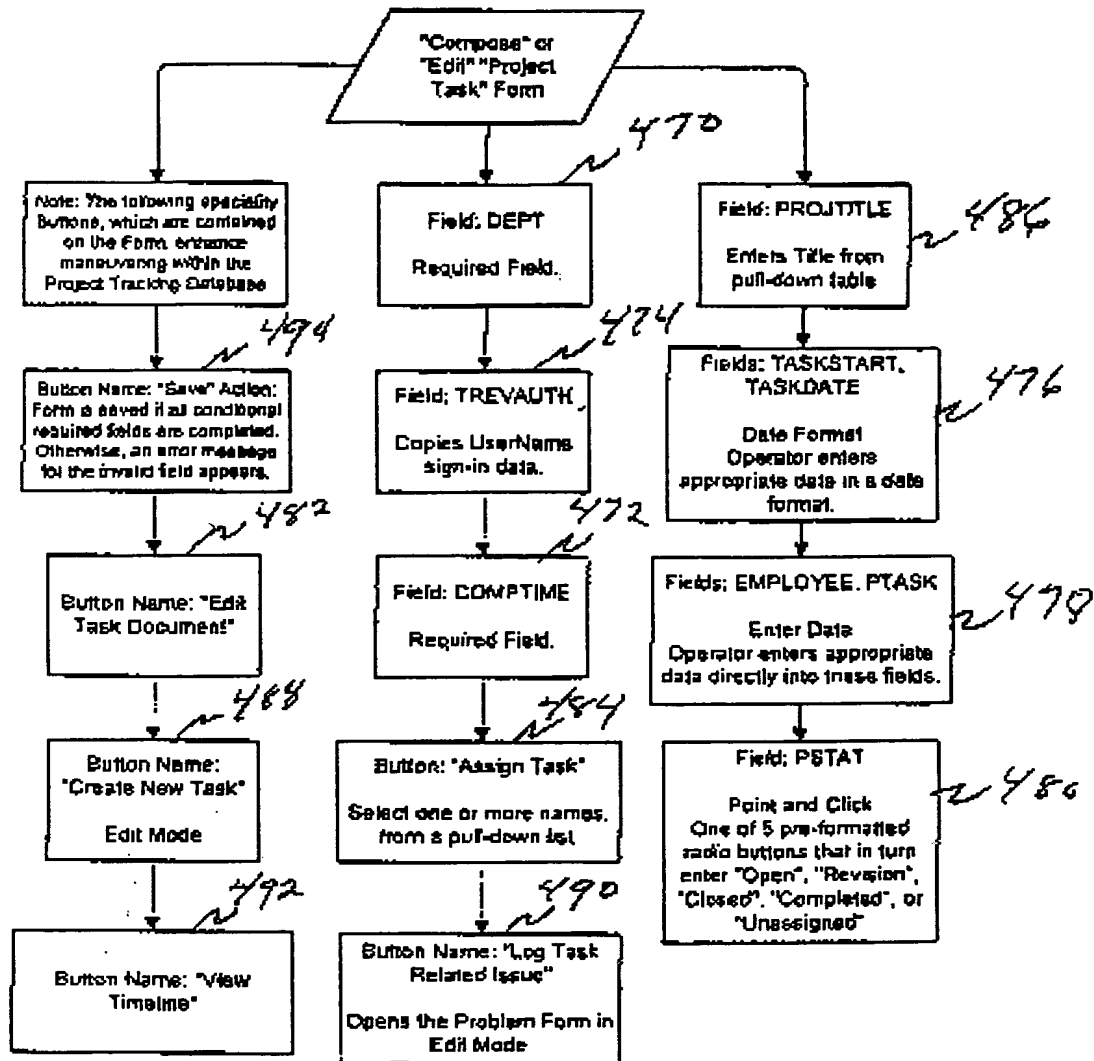 "Compose" or
"Edit" "Project
Task" Form
Note: The following speciality
Buttons, which are contained
on the Form, enhance
maneuvering within the
Project Tracking Database
494
Button Name: "Save" Action:
Form is saved if all conditional
required fields are completed.
Otherwise, an error message
for the invalid field appears.
482
Button Name: "Edit
Task Document"
488
Button Name:
"Create New Task"
Edit Mode
492
Button Name: "View
Timeline"
470
Field: DEPT
Required Field.
474
Field: TREVAUTH
Copies UserName
sign-in data.
472
Field: COMPTIME
Required Field.
484
Button: "Assign Task"
Select one or more names,
from a pull-down list
490
Button Name: "Log Task
Related Issue"
Opens the Problem Form in
Edit Mode
486
Field: PROJTITLE
Enters Title from
pull-down table
476
Fields: TASKSTART,
TASKDATE
Date Format
Operator enters
appropriate data in a date
format.
478
Fields: EMPLOYEE. PTASK
Enter Data
Operator enters appropriate
data directly into these fields.
480
Field: PSTAT
Point and Click
One of 5 pre-formatted
radio buttons that in turn
enter "Open", "Revision",
"Closed", "Completed", or
"Unassigned"